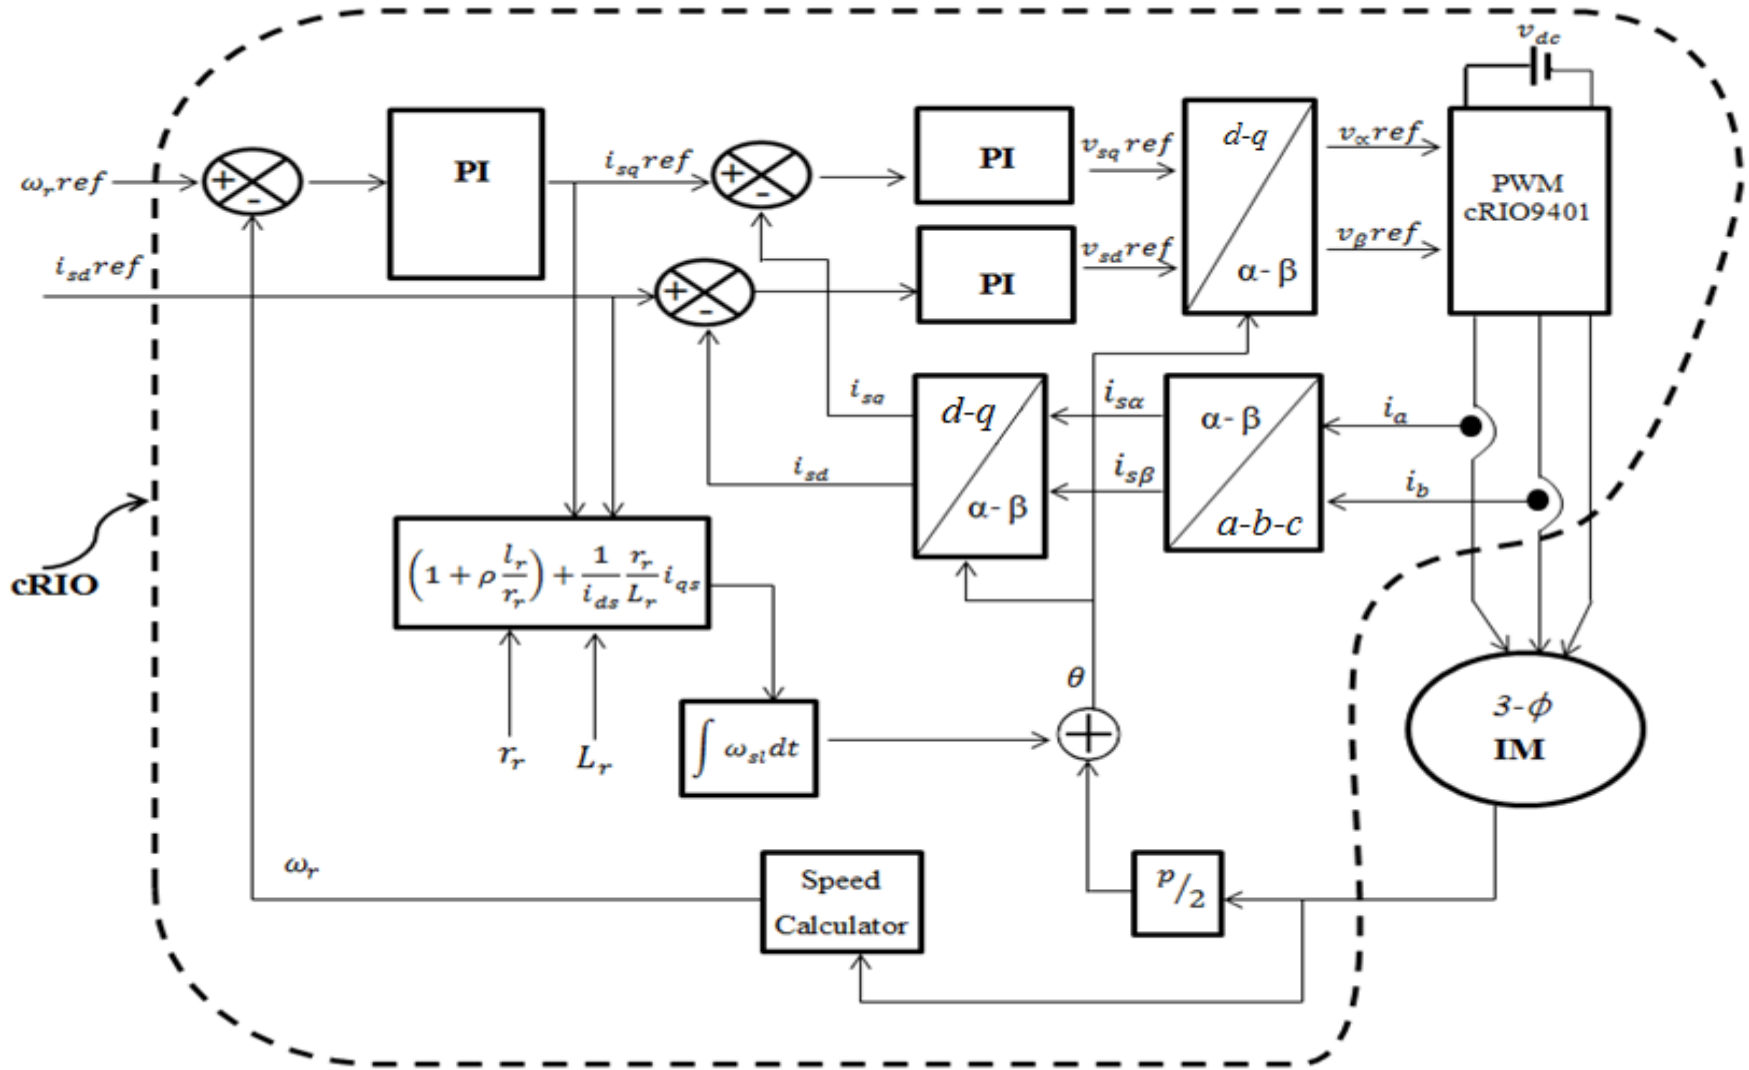 v_dc
ω_r ref
+
-
PI
i_sq ref
+
-
PI
v_sq ref
d-q
α- β
v_∝ ref
v_β ref
PWM
cRIO9401
i_sd ref
+
-
PI
v_sd ref
i_sq
i_sd
d-q
α- β
i_sα
i_sβ
α- β
a-b-c
i_a
i_b
cRIO
(1 + ρ l_r/r_r) + 1/i_ds r_r/L_r i_qs
r_r
L_r
∫ ω_sl dt
θ
+
3-ϕ
IM
ω_r
Speed
Calculator
p/2